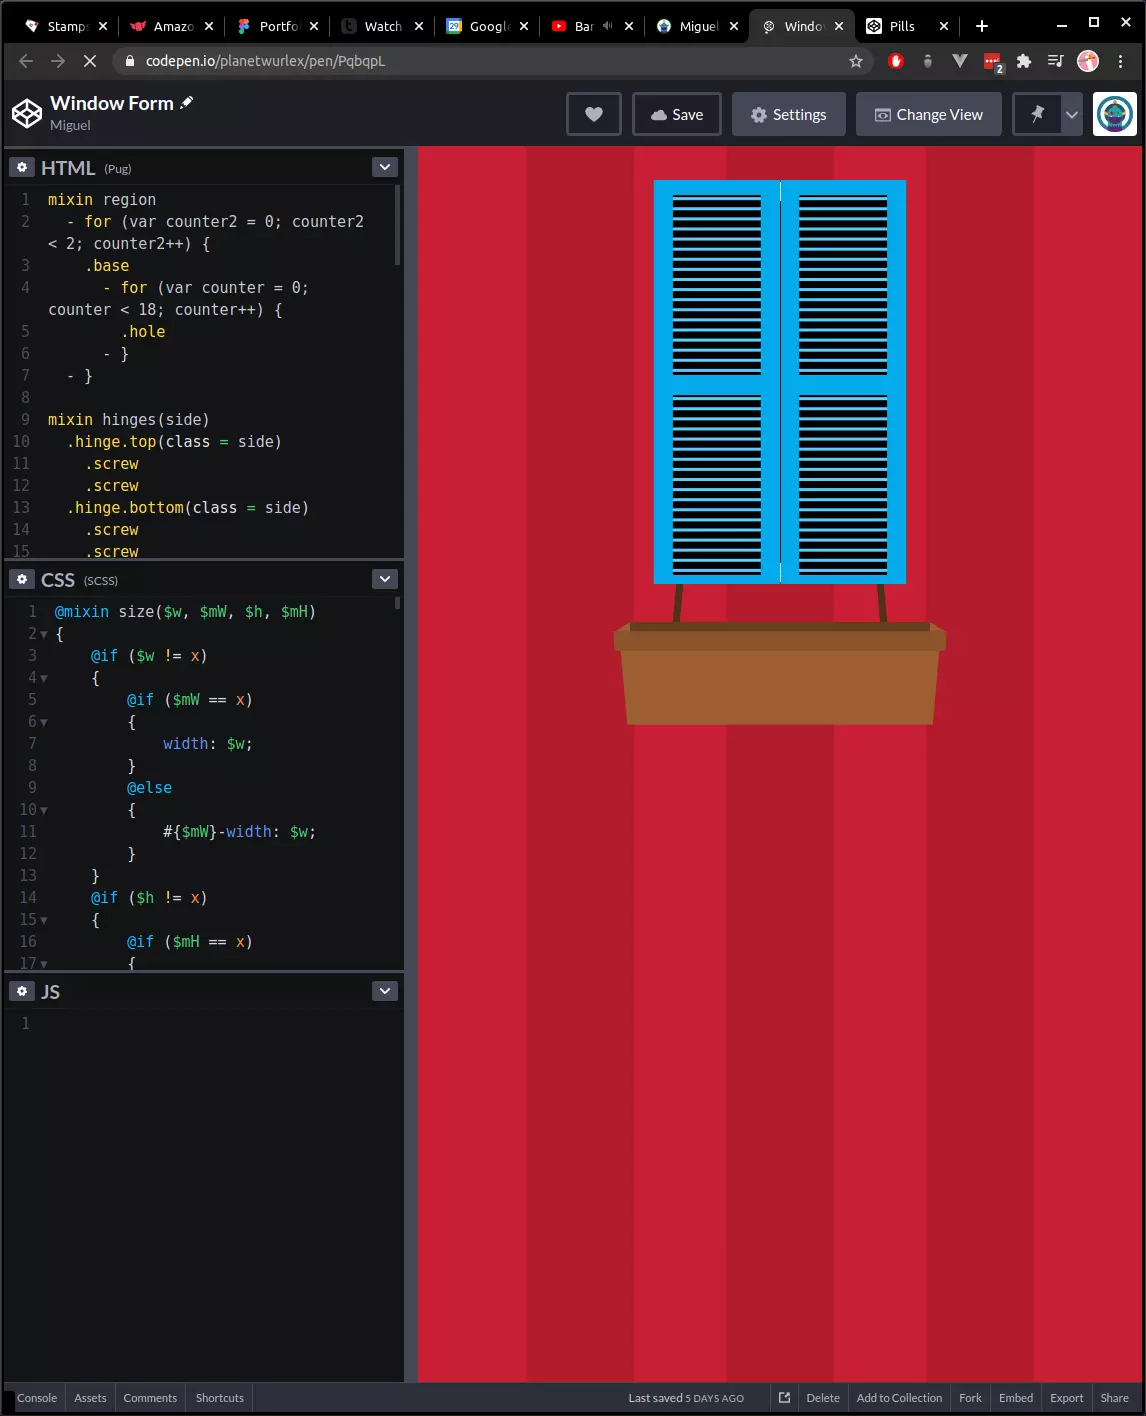 Stamps Amazo Portfo Watch Google Bar Miguel Windo Pills
codepen.io/planetwurlex/pen/PqbqpL
2
Window Form
Miguel
Save Settings Change View
HTML (Pug)
1 mixin region
2 - for (var counter2 = 0; counter2
< 2; counter2++) {
3 .base
4 - for (var counter = 0;
counter < 18; counter++) {
5 .hole
6 - }
7 - }
8
9 mixin hinges(side)
10 .hinge.top(class = side)
11 .screw
12 .screw
13 .hinge.bottom(class = side)
14 .screw
15 .screw
CSS (SCSS)
1 @mixin size($w, $mW, $h, $mH)
2 {
3 @if ($w != x)
4 {
5 @if ($mW == x)
6 {
7 width: $w;
8 }
9 @else
10 {
11 #{$mW}-width: $w;
12 }
13 }
14 @if ($h != x)
15 {
16 @if ($mH == x)
17 {
JS
1
Console Assets Comments Shortcuts Last saved 5 DAYS AGO Delete Add to Collection Fork Embed Export Share